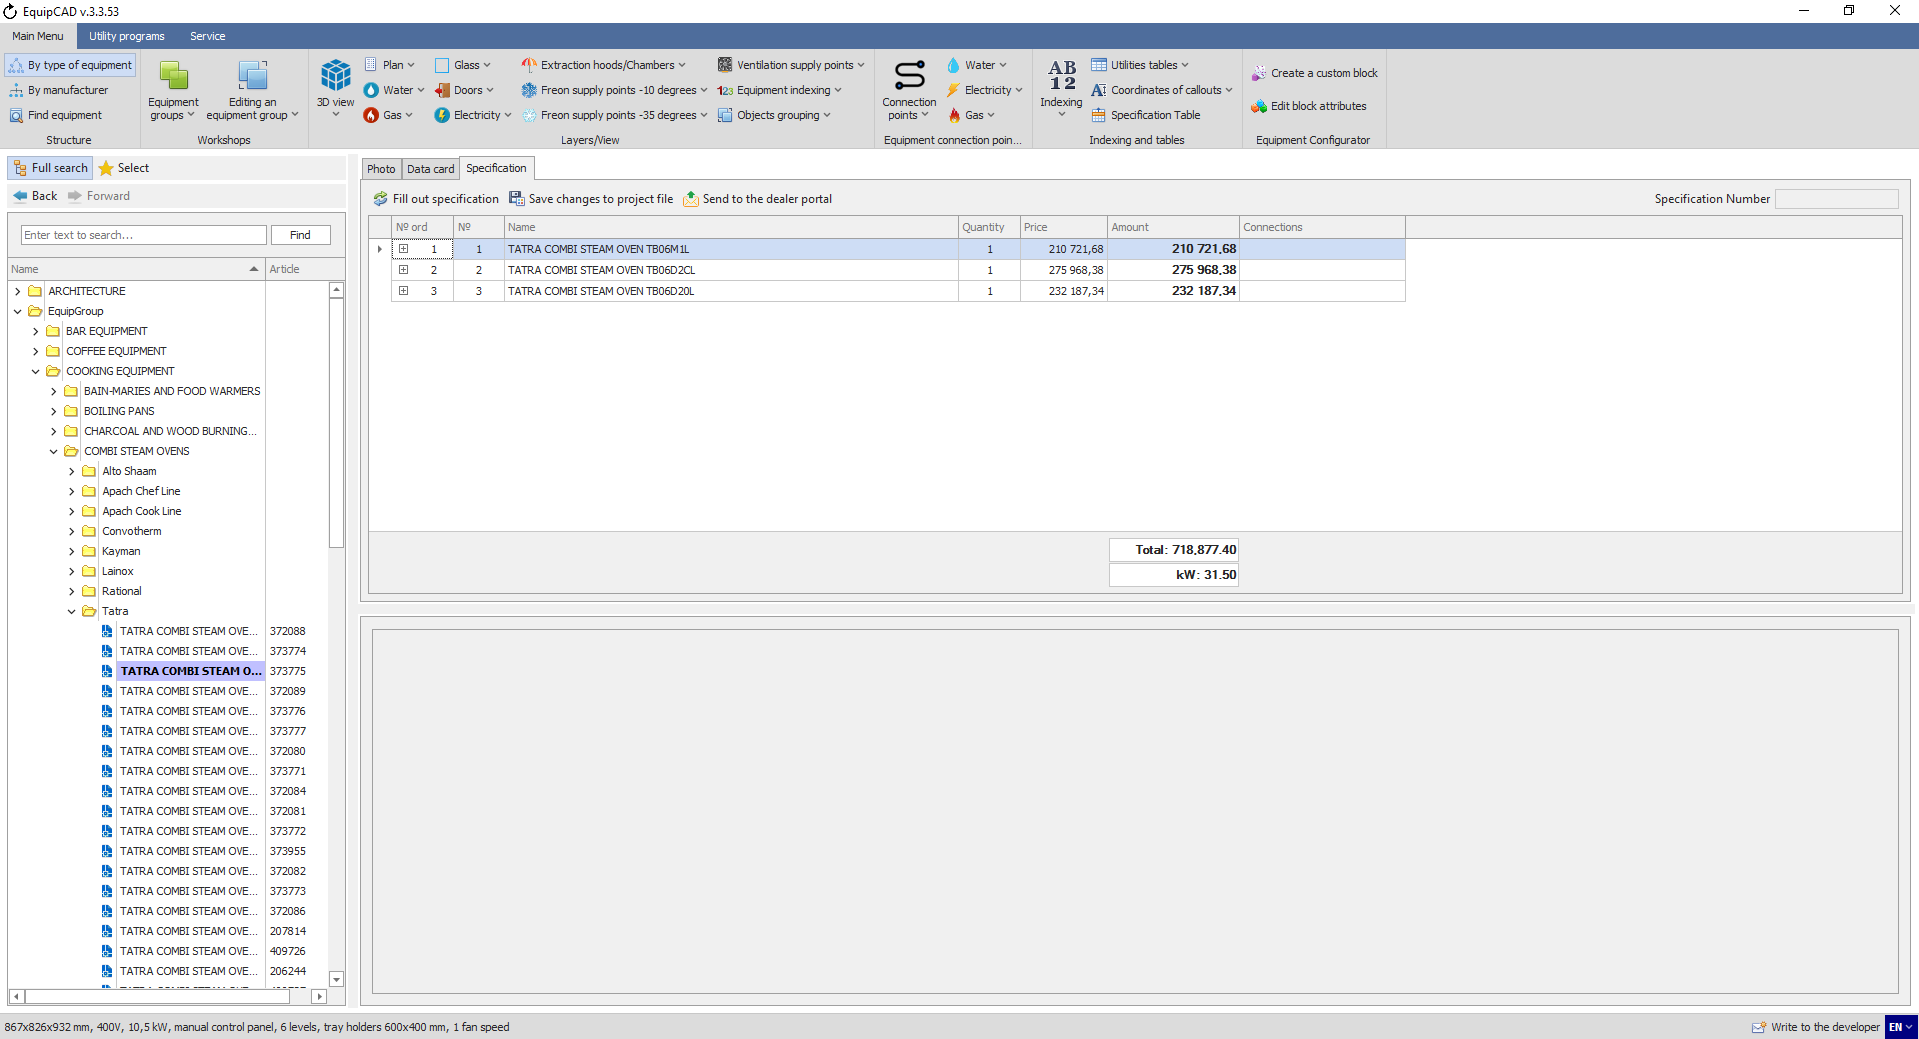 EquipCAD v.3.3.53
Main Menu Utility programs Service
By type of equipment
By manufacturer
Find equipment
Structure
Equipment groups
Editing an equipment group
Workshops
3D view
Plan Glass Extraction hoods/Chambers Ventilation supply points
Water Doors Freon supply points -10 degrees 123 Equipment indexing
Gas Electricity Freon supply points -35 degrees Objects grouping
Layers/View
Connection points
Water
Electricity
Gas
Equipment connection poin...
AB 12
Indexing
Utilities tables
Coordinates of callouts
Specification Table
Indexing and tables
Create a custom block
Edit block attributes
Equipment Configurator
Full search Select
Back Forward
Enter text to search... Find
Name Article
ARCHITECTURE
EquipGroup
BAR EQUIPMENT
COFFEE EQUIPMENT
COOKING EQUIPMENT
BAIN-MARIES AND FOOD WARMERS
BOILING PANS
CHARCOAL AND WOOD BURNING...
COMBI STEAM OVENS
Alto Shaam
Apach Chef Line
Apach Cook Line
Convotherm
Kayman
Lainox
Rational
Tatra
TATRA COMBI STEAM OVE... 372088
TATRA COMBI STEAM OVE... 373774
TATRA COMBI STEAM O... 373775
TATRA COMBI STEAM OVE... 372089
TATRA COMBI STEAM OVE... 373776
TATRA COMBI STEAM OVE... 373777
TATRA COMBI STEAM OVE... 372080
TATRA COMBI STEAM OVE... 373771
TATRA COMBI STEAM OVE... 372084
TATRA COMBI STEAM OVE... 372081
TATRA COMBI STEAM OVE... 373772
TATRA COMBI STEAM OVE... 373955
TATRA COMBI STEAM OVE... 372082
TATRA COMBI STEAM OVE... 373773
TATRA COMBI STEAM OVE... 372086
TATRA COMBI STEAM OVE... 207814
TATRA COMBI STEAM OVE... 409726
TATRA COMBI STEAM OVE... 206244
Photo Data card Specification
Fill out specification Save changes to project file Send to the dealer portal Specification Number
№ ord № Name Quantity Price Amount Connections
1 1 TATRA COMBI STEAM OVEN TB06M1L 1 210 721,68 210 721,68
2 2 TATRA COMBI STEAM OVEN TB06D2CL 1 275 968,38 275 968,38
3 3 TATRA COMBI STEAM OVEN TB06D20L 1 232 187,34 232 187,34
Total: 718,877.40
kW: 31.50
867x826x932 mm, 400V, 10,5 kW, manual control panel, 6 levels, tray holders 600x400 mm, 1 fan speed
Write to the developer EN